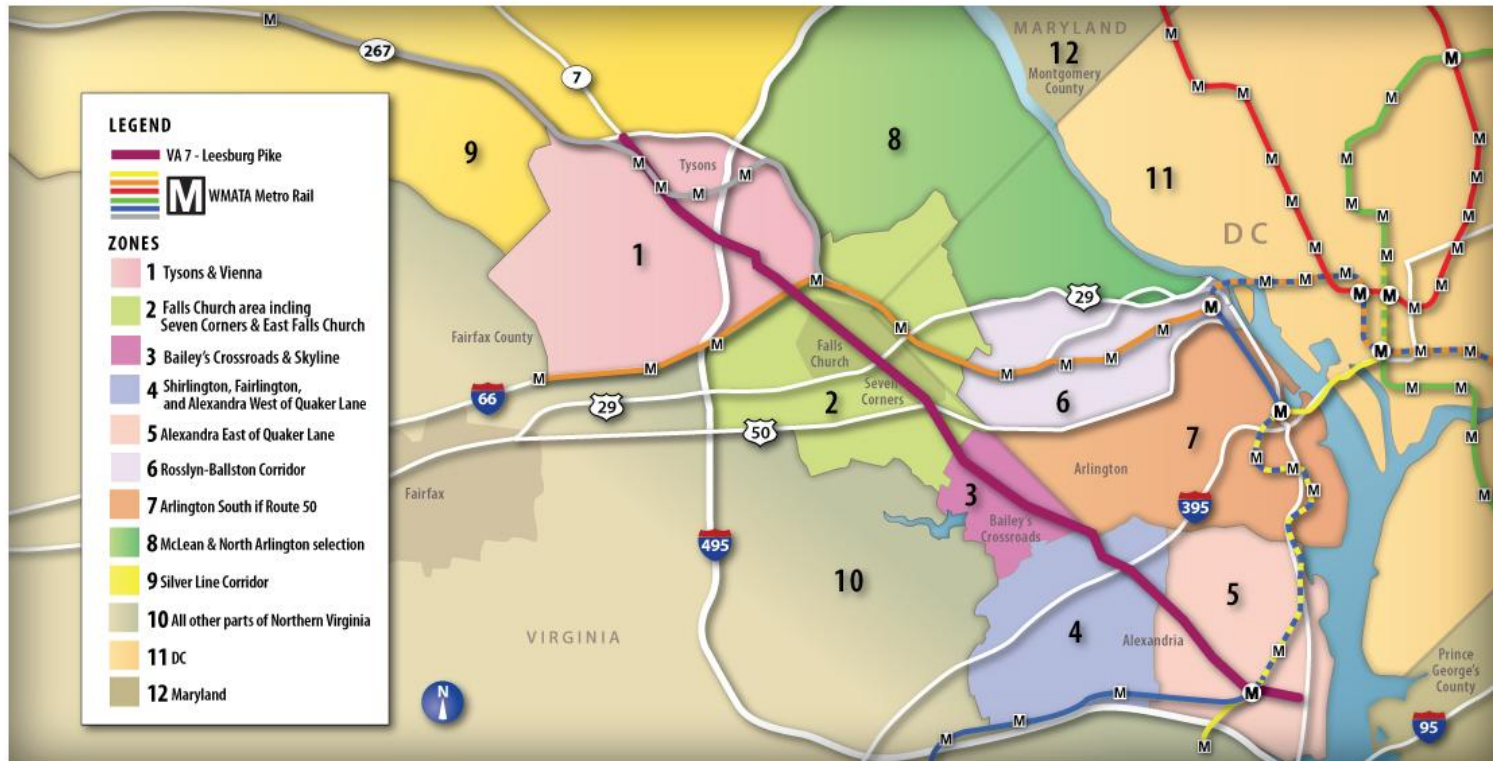 LEGEND
VA 7 - Leesburg Pike
M WMATA Metro Rail
ZONES
1 Tysons & Vienna
2 Falls Church area incling
Seven Corners & East Falls Church
3 Bailey's Crossroads & Skyline
4 Shirlington, Fairlington,
and Alexandra West of Quaker Lane
5 Alexandra East of Quaker Lane
6 Rosslyn-Ballston Corridor
7 Arlington South if Route 50
8 McLean & North Arlington selection
9 Silver Line Corridor
10 All other parts of Northern Virginia
11 DC
12 Maryland
M
267
7
MARYLAND
12
Montgomery
County
9
8
11
Tysons
DC
1
29
Fairfax County
Falls
Church
66
29
Seven
Corners
2
6
50
7
Arlington
Fairfax
3
395
495
Bailey's
Crossroads
10
5
VIRGINIA
4
Alexandria
Prince
George's
County
N
95